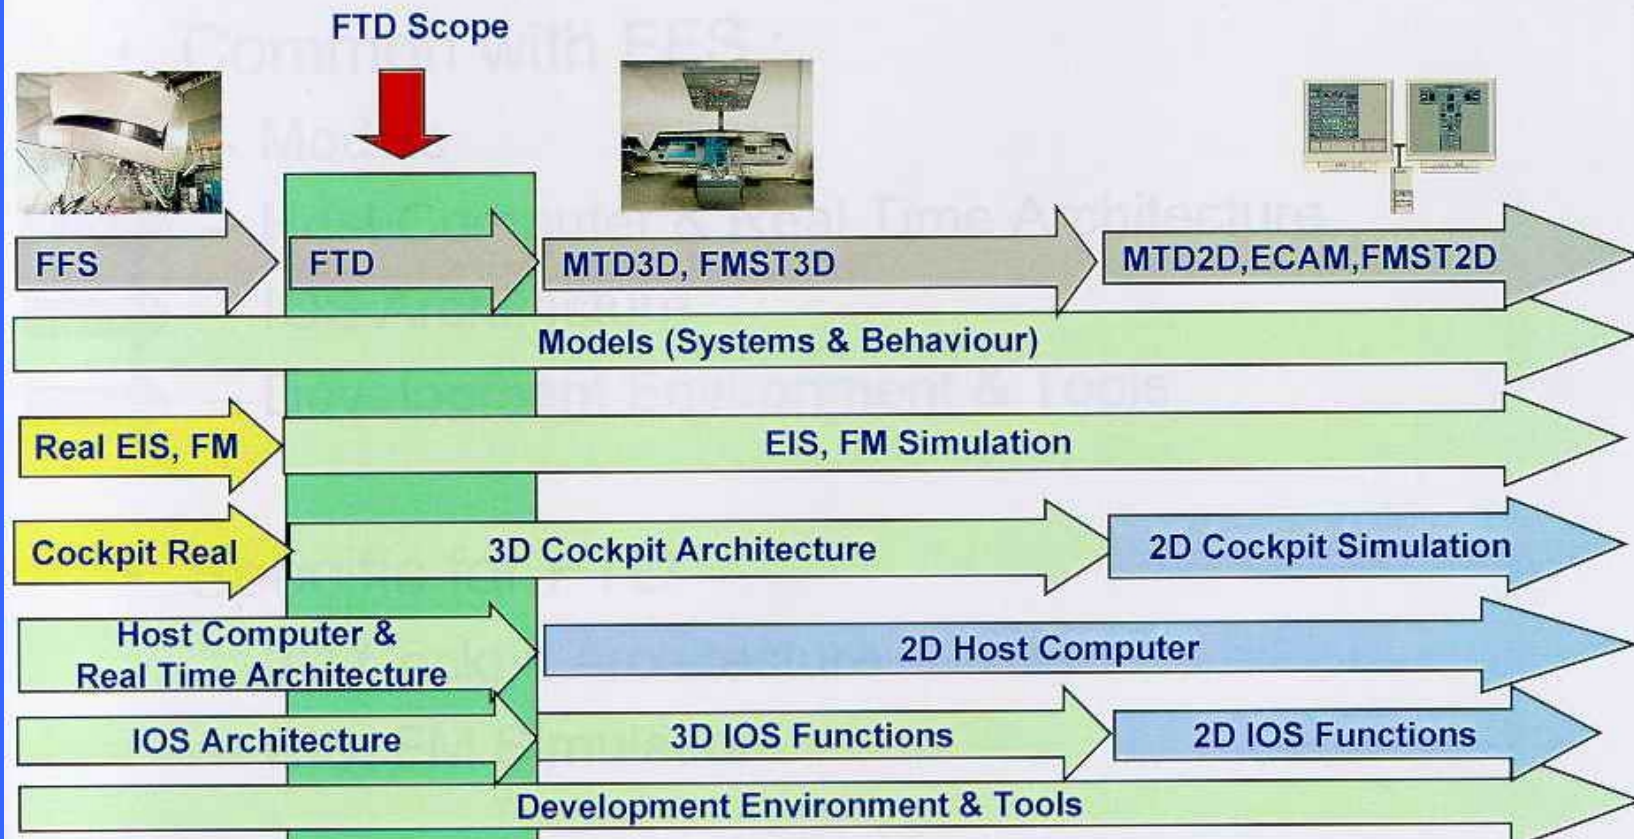 FTD Scope
FFS
FTD
MTD3D, FMST3D
MTD2D,ECAM,FMST2D
Models (Systems & Behaviour)
Real EIS, FM
EIS, FM Simulation
Cockpit Real
3D Cockpit Architecture
2D Cockpit Simulation
Host Computer &
Real Time Architecture
2D Host Computer
IOS Architecture
3D IOS Functions
2D IOS Functions
Development Environment & Tools